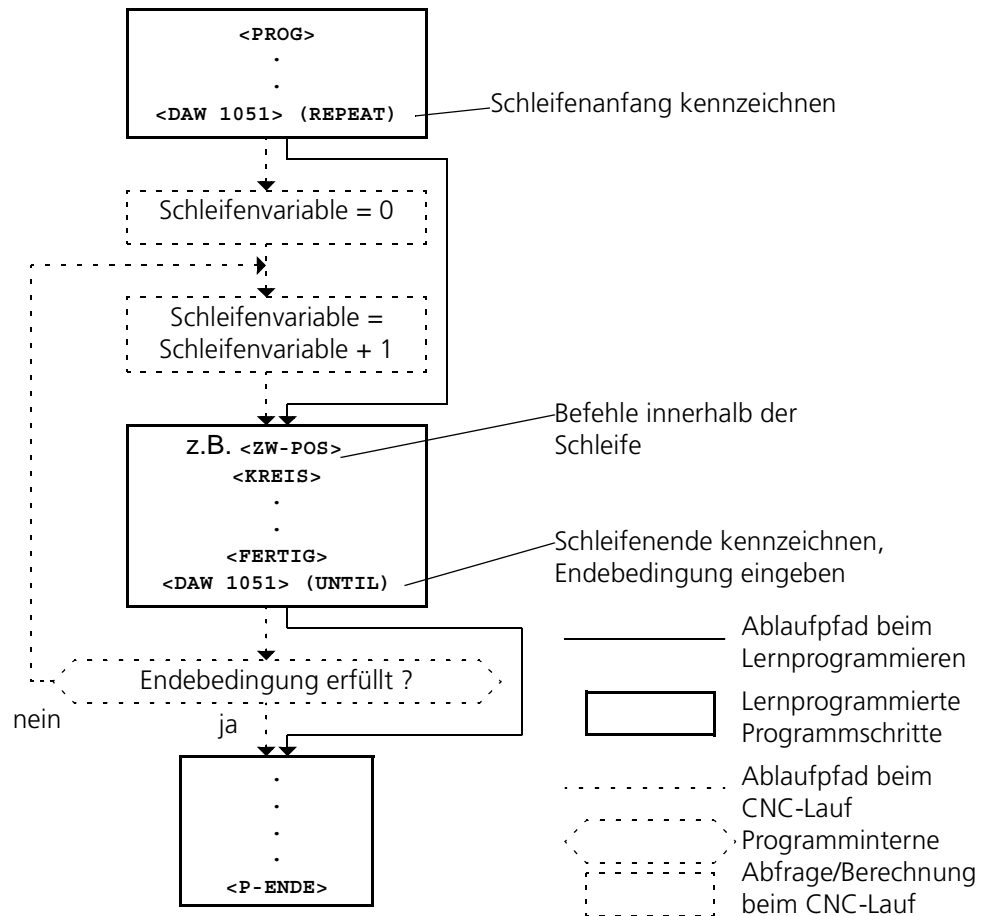 <PROG>
.
.
<DAW 1051> (REPEAT)
Schleifenanfang kennzeichnen
Schleifenvariable = 0
Schleifenvariable =
Schleifenvariable + 1
z.B. <ZW-POS>
<KREIS>
.
.
<FERTIG>
<DAW 1051> (UNTIL)
Befehle innerhalb der
Schleife
Schleifenende kennzeichnen,
Endebedingung eingeben
Endebedingung erfüllt ?
nein
ja
.
.
.
.
<P-ENDE>
Ablaufpfad beim
Lernprogrammieren
Lernprogrammierte
Programmschritte
Ablaufpfad beim
CNC-Lauf
Programminterne
Abfrage/Berechnung
beim CNC-Lauf